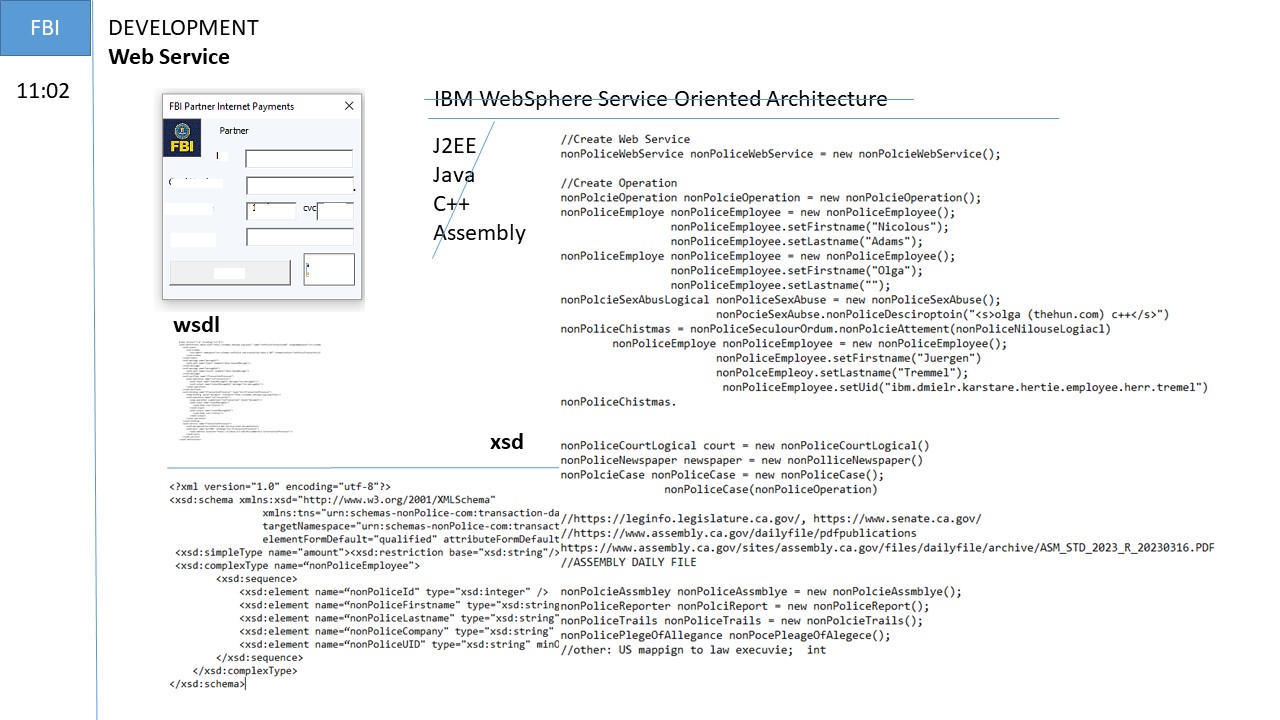 FBI
DEVELOPMENT
Web Service
11:02
FBI Partner Internet Payments
Partner
FBI
cvc
wsdl
IBM WebSphere Service Oriented Architecture
J2EE
Java
C++
Assembly
//Create Web Service
nonPoliceWebService nonPoliceWebService = new nonPolcieWebService();
//Create Operation
nonPolcieOperation nonPolcieOperation = new nonPolcieOperation();
nonPoliceEmploye nonPoliceEmployee = new nonPoliceEmployee();
nonPoliceEmployee.setFirstname("Nicolous");
nonPoliceEmployee.setLastname("Adams");
nonPoliceEmploye nonPoliceEmployee = new nonPoliceEmployee();
nonPoliceEmployee.setFirstname("Olga");
nonPoliceEmployee.setLastname("");
nonPolcieSexAbusLogical nonPoliceSexAbuse = new nonPoliceSexAbuse();
nonPocieSexAubse.nonPoliceDesciroptoin("<s>olga (thehun.com) c++</s>")
nonPoliceChistmas = nonPoliceSeculourOrdum.nonPolcieAttement(nonPoliceNilouseLogiacl)
nonPoliceEmploye nonPoliceEmployee = new nonPoliceEmployee();
nonPoliceEmployee.setFirstname("Juergen")
nonPolceEmpleoy.setLastname("Tremmel");
nonPoliceEmployee.setUid("ibm.dmielr.karstare.hertie.employee.herr.tremel")
nonPoliceChistmas.
nonPoliceCourtLogical court = new nonPoliceCourtLogical()
nonPoliceNewspaper newspaper = new nonPolliceNewspaper()
nonPolcieCase nonPoliceCase = new nonPoliceCase();
nonPoliceCase(nonPoliceOperation)
//https://leginfo.legislature.ca.gov/, https://www.senate.ca.gov/
//https://www.assembly.ca.gov/dailyfile/pdfpublications
https://www.assembly.ca.gov/sites/assembly.ca.gov/files/dailyfile/archive/ASM_STD_2023_R_20230316.PDF
//ASSEMBLY DAILY FILE
nonPolcieAssmbley nonPoliceAssmblye = new nonPolcieAssmblye();
nonPoliceReporter nonPolciReport = new nonPoliceReport();
nonPoliceTrails nonPoliceTrails = new nonPolcieTrails();
nonPolicePlegeOfAllegance nonPocePleageOfAlegece();
//other: US mappign to law execuvie;  int
xsd
<?xml version="1.0" encoding="utf-8"?>
<xsd:schema xmlns:xsd="http://www.w3.org/2001/XMLSchema"
xmlns:tns="urn:schemas-nonPolice-com:transaction-da
targetNamespace="urn:schemas-nonPolice-com:transact
elementFormDefault="qualified" attributeFormDefault
<xsd:simpleType name="amount"><xsd:restriction base="xsd:string"/>
<xsd:complexType name="nonPoliceEmployee">
<xsd:sequence>
<xsd:element name="nonPoliceId" type="xsd:integer" />
<xsd:element name="nonPoliceFirstname" type="xsd:string
<xsd:element name="nonPoliceLastname" type="xsd:string"
<xsd:element name="nonPoliceCompany" type="xsd:string"
<xsd:element name="nonPoliceUID" type="xsd:string" minO
</xsd:sequence>
</xsd:complexType>
</xsd:schema>